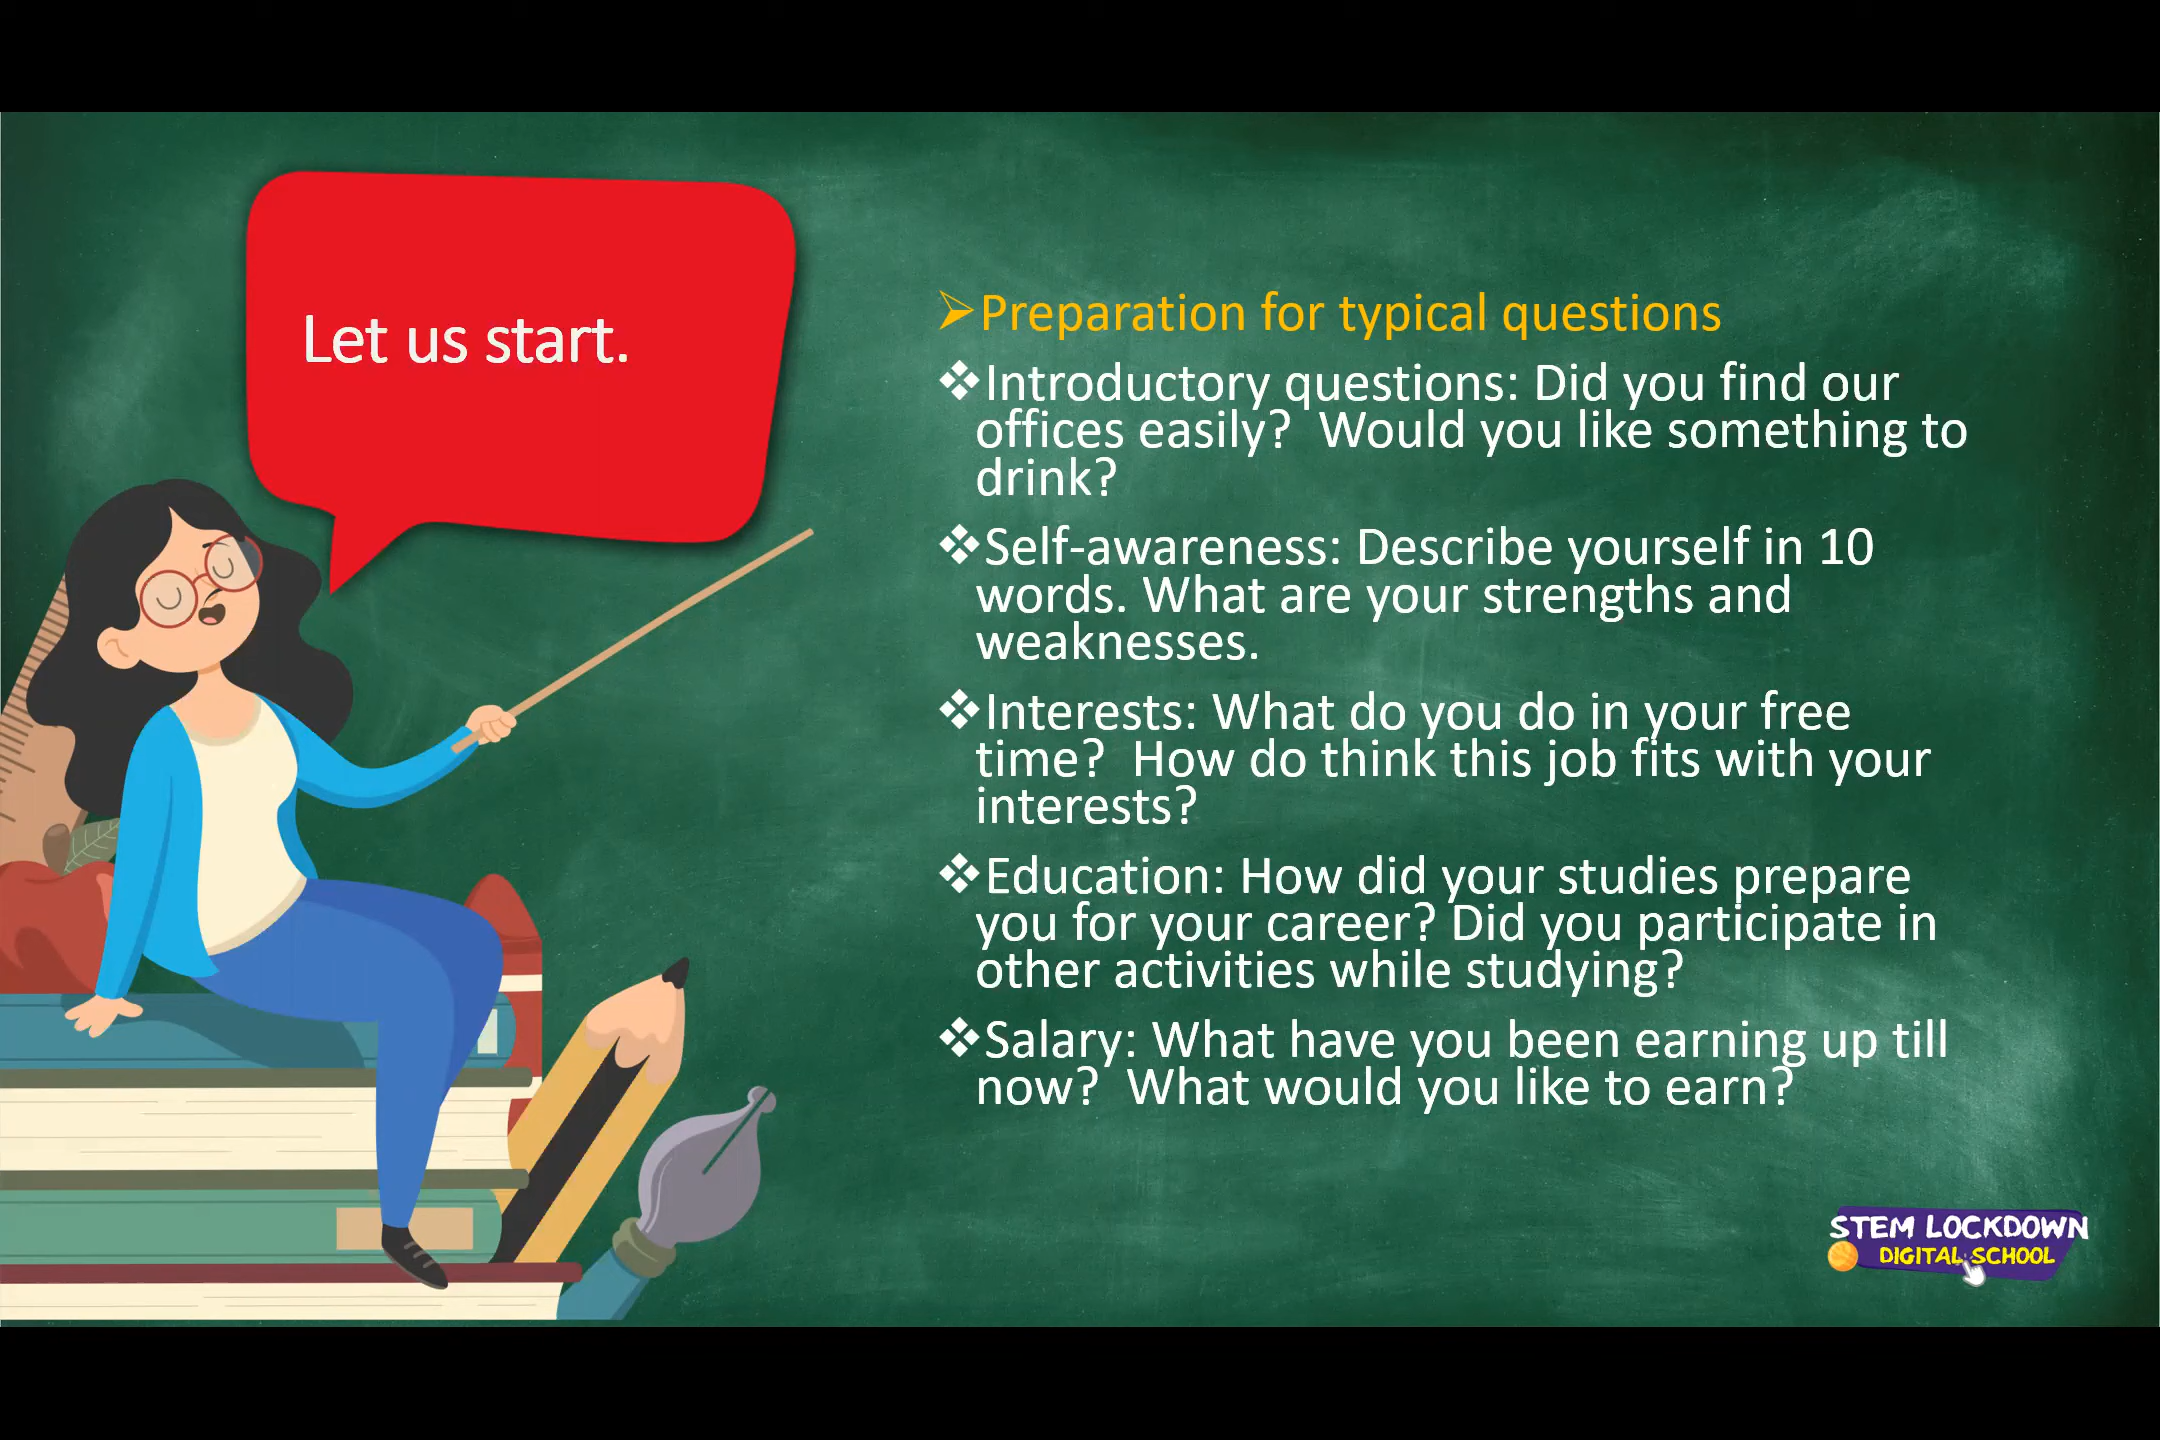 Let us start.
Preparation for typical questions
Introductory questions: Did you find our
offices easily?  Would you like something to
drink?
Self-awareness: Describe yourself in 10
words. What are your strengths and
weaknesses.
Interests: What do you do in your free
time?  How do think this job fits with your
interests?
Education: How did your studies prepare
you for your career? Did you participate in
other activities while studying?
Salary: What have you been earning up till
now?  What would you like to earn?
STEM LOCKDOWN
DIGITAL SCHOOL